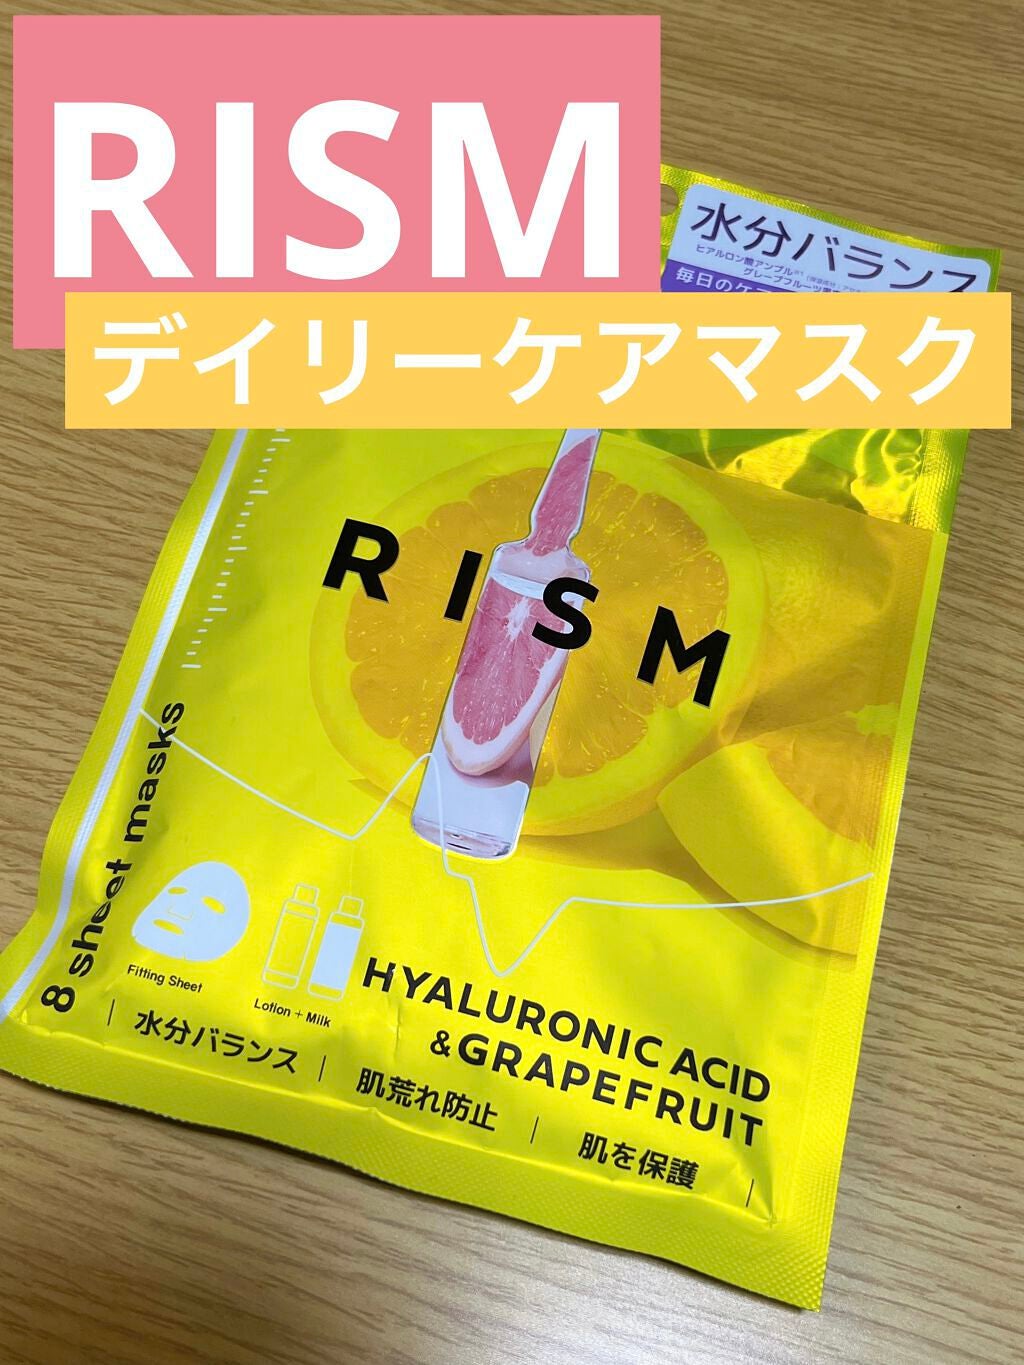 RISM
デイリーケアマスク
水分バランス
ヒアルロン酸アンプル
グレープフルーツ
毎日のケア
RISM
8 sheet masks
Fitting Sheet
Lotion + Milk
HYALURONIC ACID
&GRAPEFRUIT
水分バランス
肌荒れ防止
肌を保護